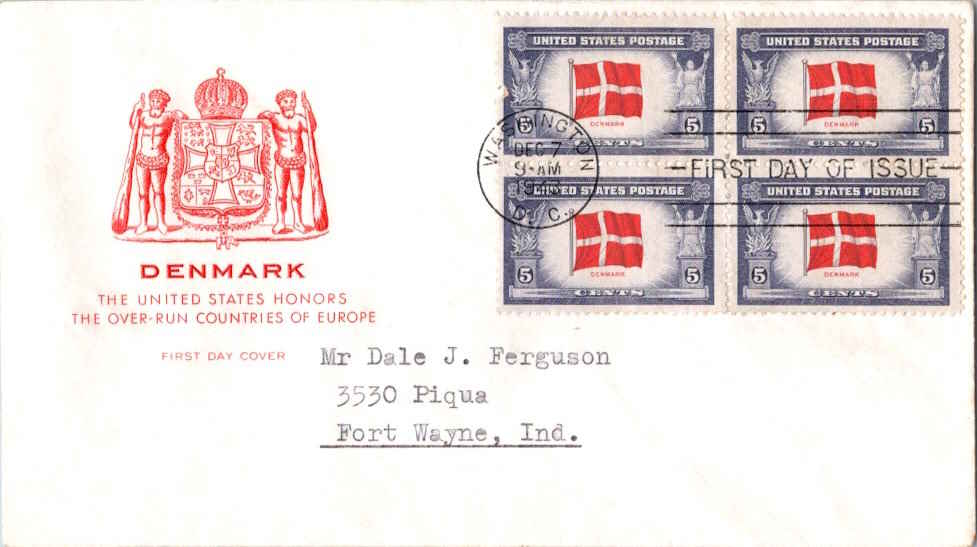 UNITED STATES POSTAGE
DENMARK
5 5
CENTS
UNITED STATES POSTAGE
DENMARK
5 5
CENTS
UNITED STATES POSTAGE
DENMARK
5 5
CENTS
UNITED STATES POSTAGE
DENMARK
5 5
CENTS
WASHINGTON
DEC 7
9-AM
1943
D. C.
—FIRST DAY OF ISSUE—
DENMARK
THE UNITED STATES HONORS
THE OVER-RUN COUNTRIES OF EUROPE
FIRST DAY COVER
Mr Dale J. Ferguson
3530 Piqua
Fort Wayne, Ind.